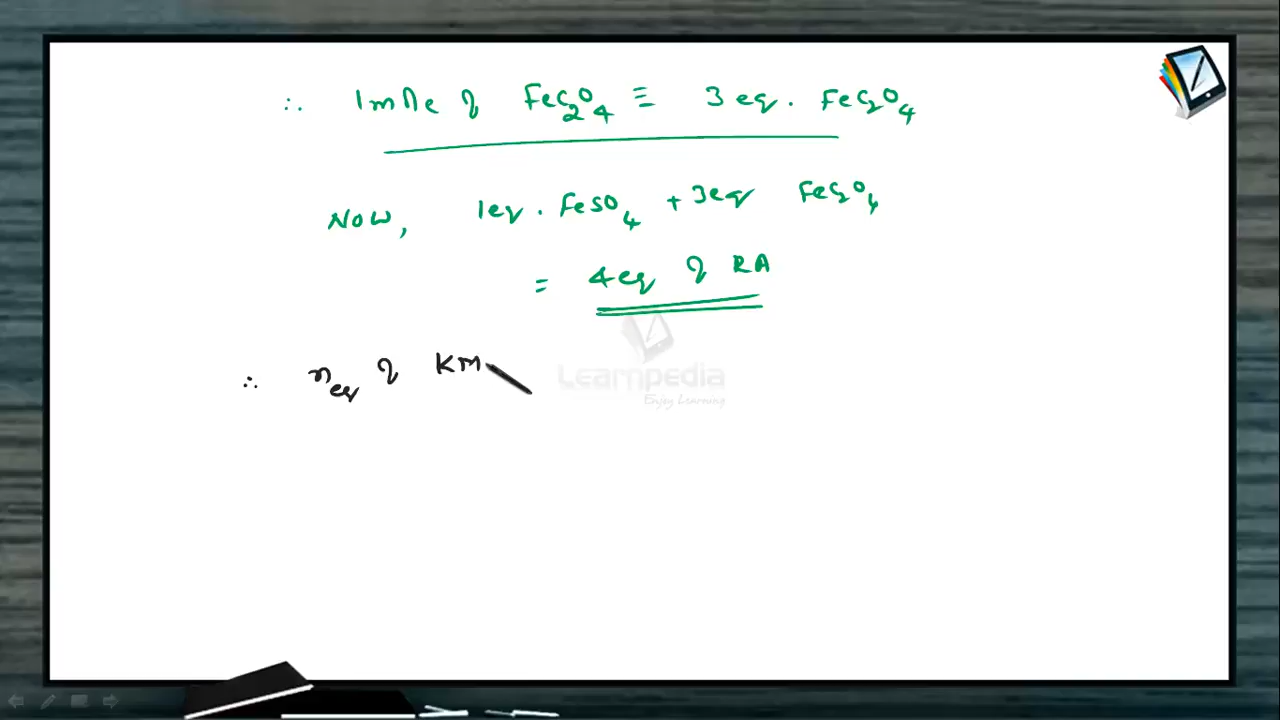 ∴ 1mole of FeC₂O₄ ≡ 3 eq. FeC₂O₄
Now, 1eq. FeSO₄ + 3eq FeC₂O₄
= 4eq of RA
∴ n_eq of KM
Learnpedia
Enjoy Learning